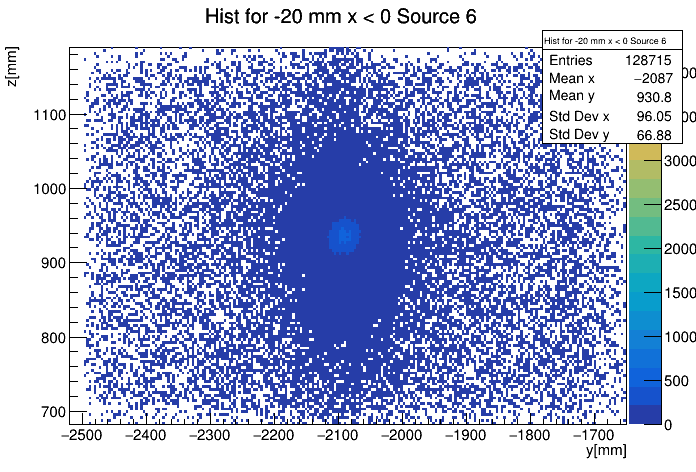 Hist for -20 mm x < 0 Source 6
Hist for -20 mm x < 0 Source 6
Entries 128715
Mean x −2087
Mean y 930.8
Std Dev x 96.05
Std Dev y 66.88
z[mm]
1100
1000
900
800
700
−2500 −2400 −2300 −2200 −2100 −2000 −1900 −1800 −1700
y[mm]
3000
2500
2000
1500
1000
500
0